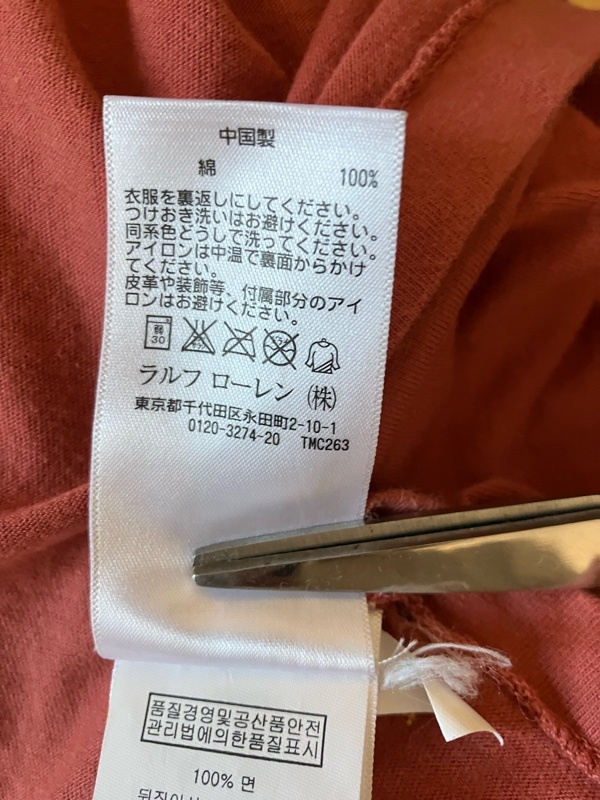 中国製
綿 100%
衣服を裏返しにしてください。
つけおき洗いはお避けください。
同系色どうしで洗ってください。
アイロンは中温で裏面からかけ
てください。
皮革や装飾等、付属部分のアイ
ロンはお避けください。
弱
30
ラルフ ローレン (株)
東京都千代田区永田町2-10-1
0120-3274-20 TMC263
품질경영및공산품안전
관리법에의한품질표시
100% 면